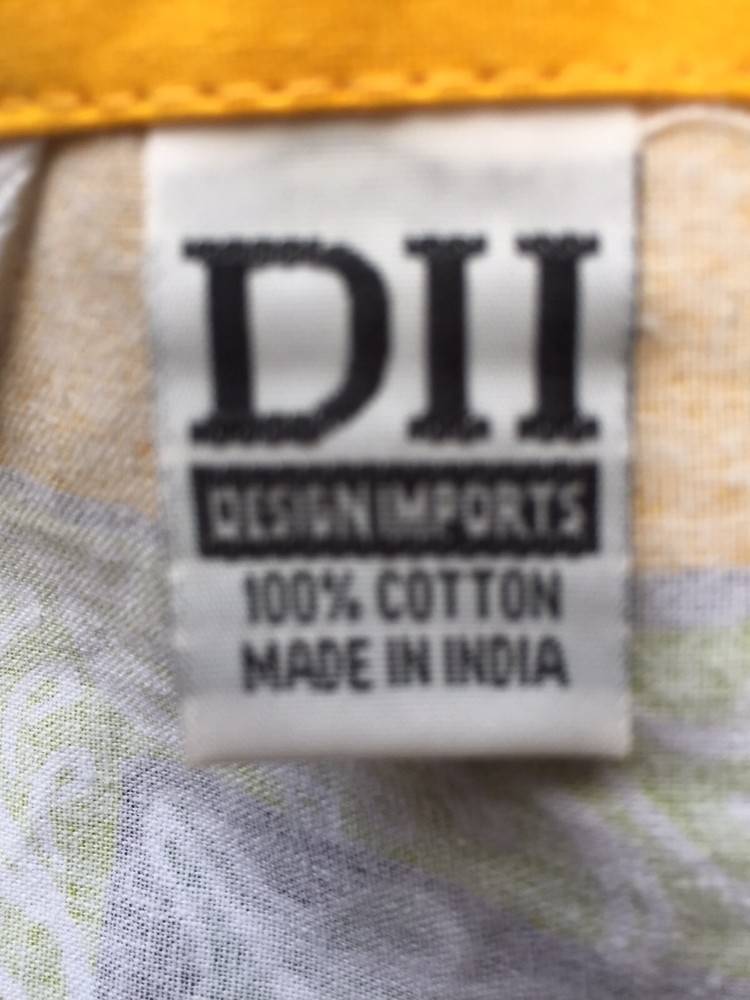 DII
DESIGN IMPORTS
100% COTTON
MADE IN INDIA